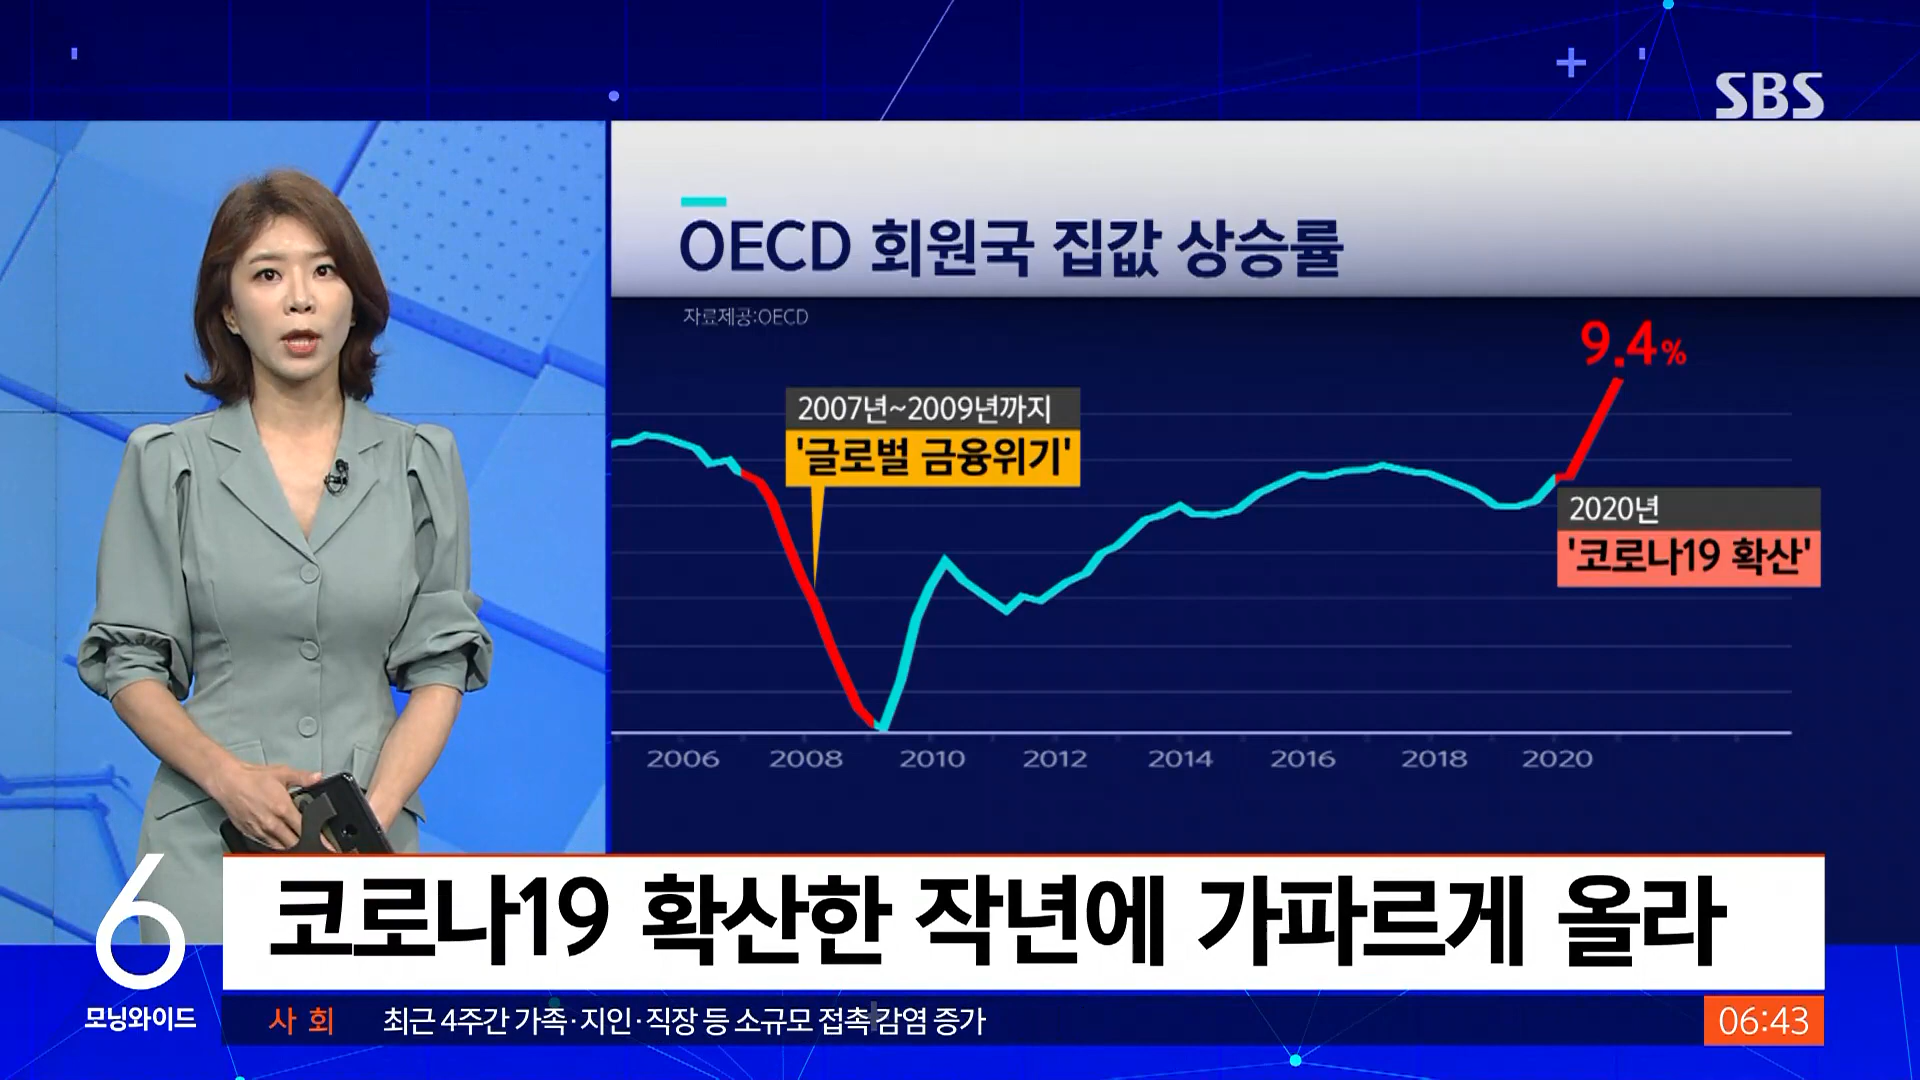 SBS
OECD 회원국 집값 상승률
자료제공:OECD
9.4%
2007년~2009년까지
'글로벌 금융위기'
2020년
'코로나19 확산'
2006 2008 2010 2012 2014 2016 2018 2020
코로나19 확산한 작년에 가파르게 올라
6
모닝와이드
사회 최근 4주간 가족·지인·직장 등 소규모 접촉 감염 증가
06:43